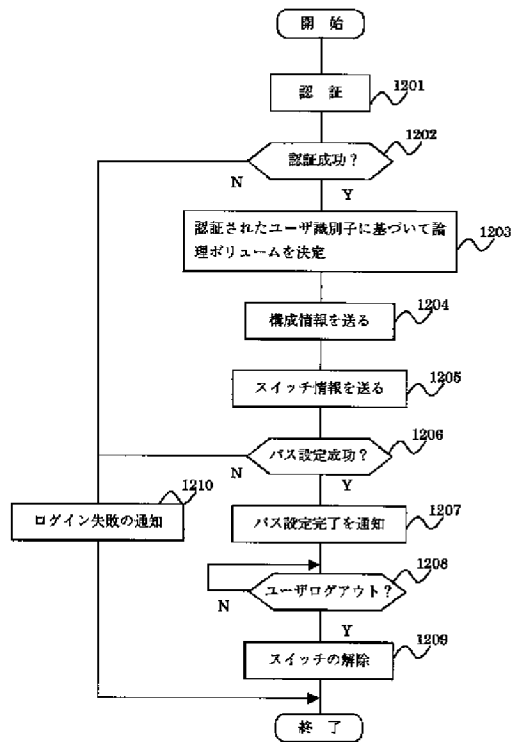 開 始
認 証
1201
認証成功?
1202
N
Y
認証されたユーザ識別子に基づいて論
理ボリュームを決定
1203
構成情報を送る
1204
スイッチ情報を送る
1205
パス設定成功?
1206
N
Y
ログイン失敗の通知
1210
パス設定完了を通知
1207
ユーザログアウト?
1208
N
Y
スイッチの解除
1209
終 了